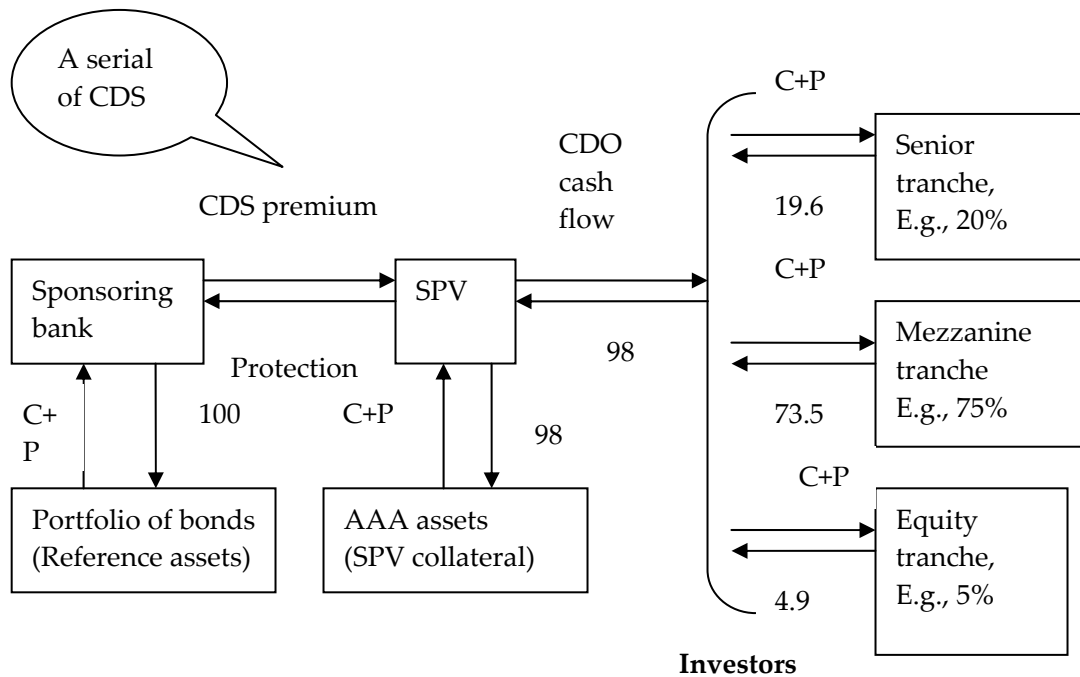 A serial
of CDS
CDS premium
CDO
cash
flow
C+P
Senior
tranche,
E.g., 20%
19.6
Sponsoring
bank
SPV
C+P
Mezzanine
tranche
E.g., 75%
98
73.5
Protection
C+
P
100
C+P
98
C+P
Portfolio of bonds
(Reference assets)
AAA assets
(SPV collateral)
Equity
tranche,
E.g., 5%
4.9
Investors